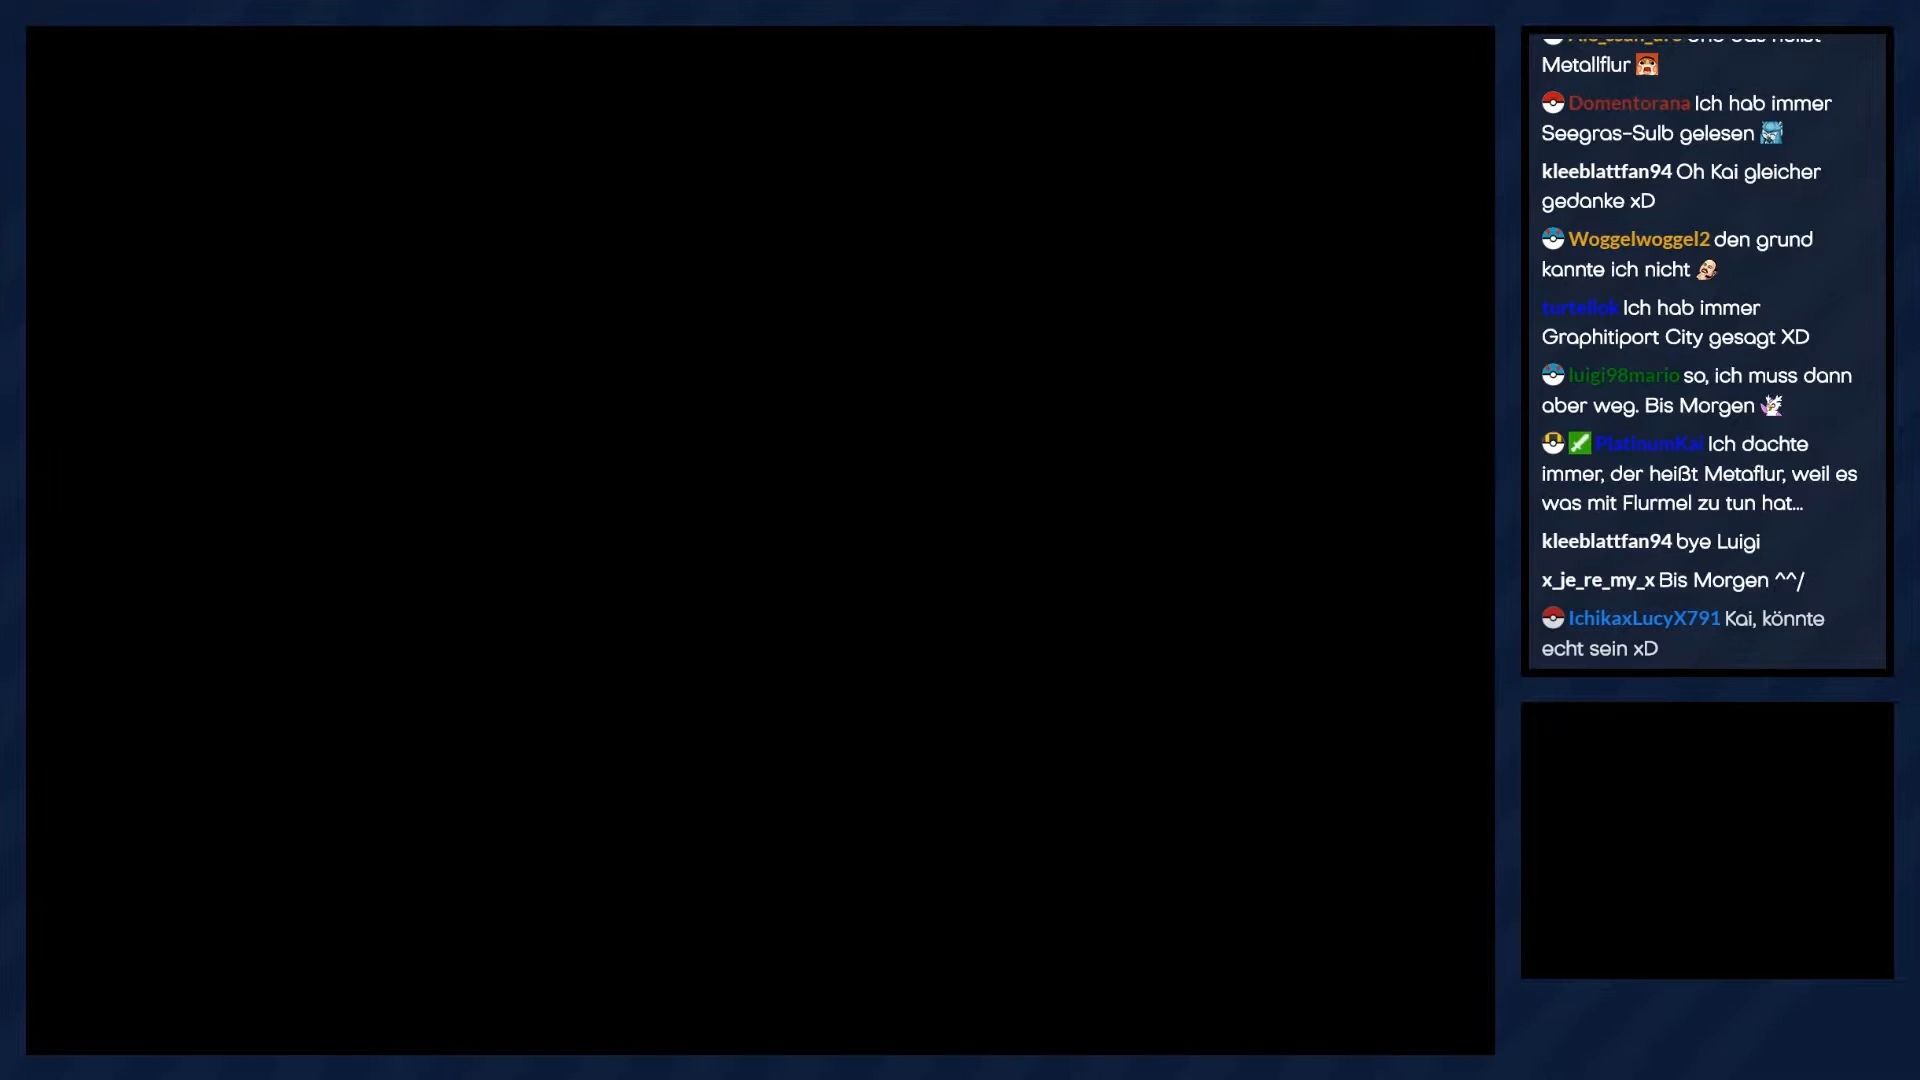 Metallflur
Domentorana Ich hab immer
Seegras-Sulb gelesen
kleeblattfan94 Oh Kai gleicher
gedanke xD
Woggelwoggel2 den grund
kannte ich nicht
turtellok Ich hab immer
Graphitiport City gesagt XD
luigi98mario so, ich muss dann
aber weg. Bis Morgen
PlatinumKai Ich dachte
immer, der heißt Metaflur, weil es
was mit Flurmel zu tun hat...
kleeblattfan94 bye Luigi
x_je_re_my_x Bis Morgen ^^/
IchikaxLucyX791 Kai, könnte
echt sein xD